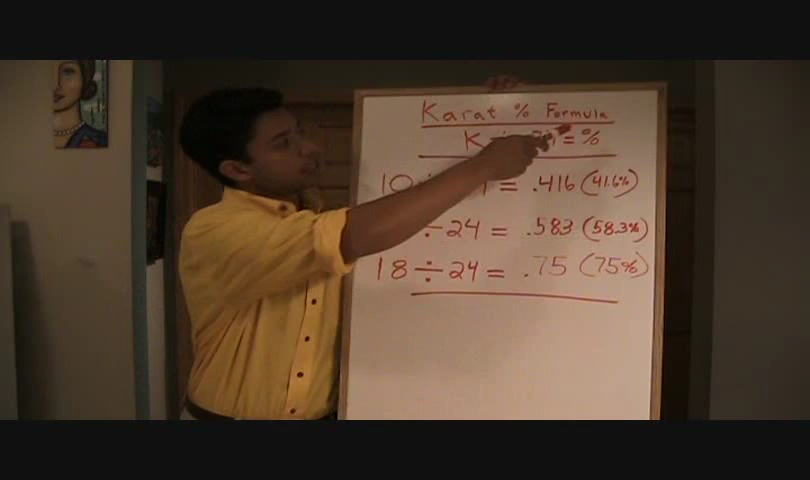 Karat % Formula
K ÷ = %
10 ÷ = .416 (41.6%)
÷ 24 = .583 (58.3%)
18 ÷ 24 = .75 (75%)